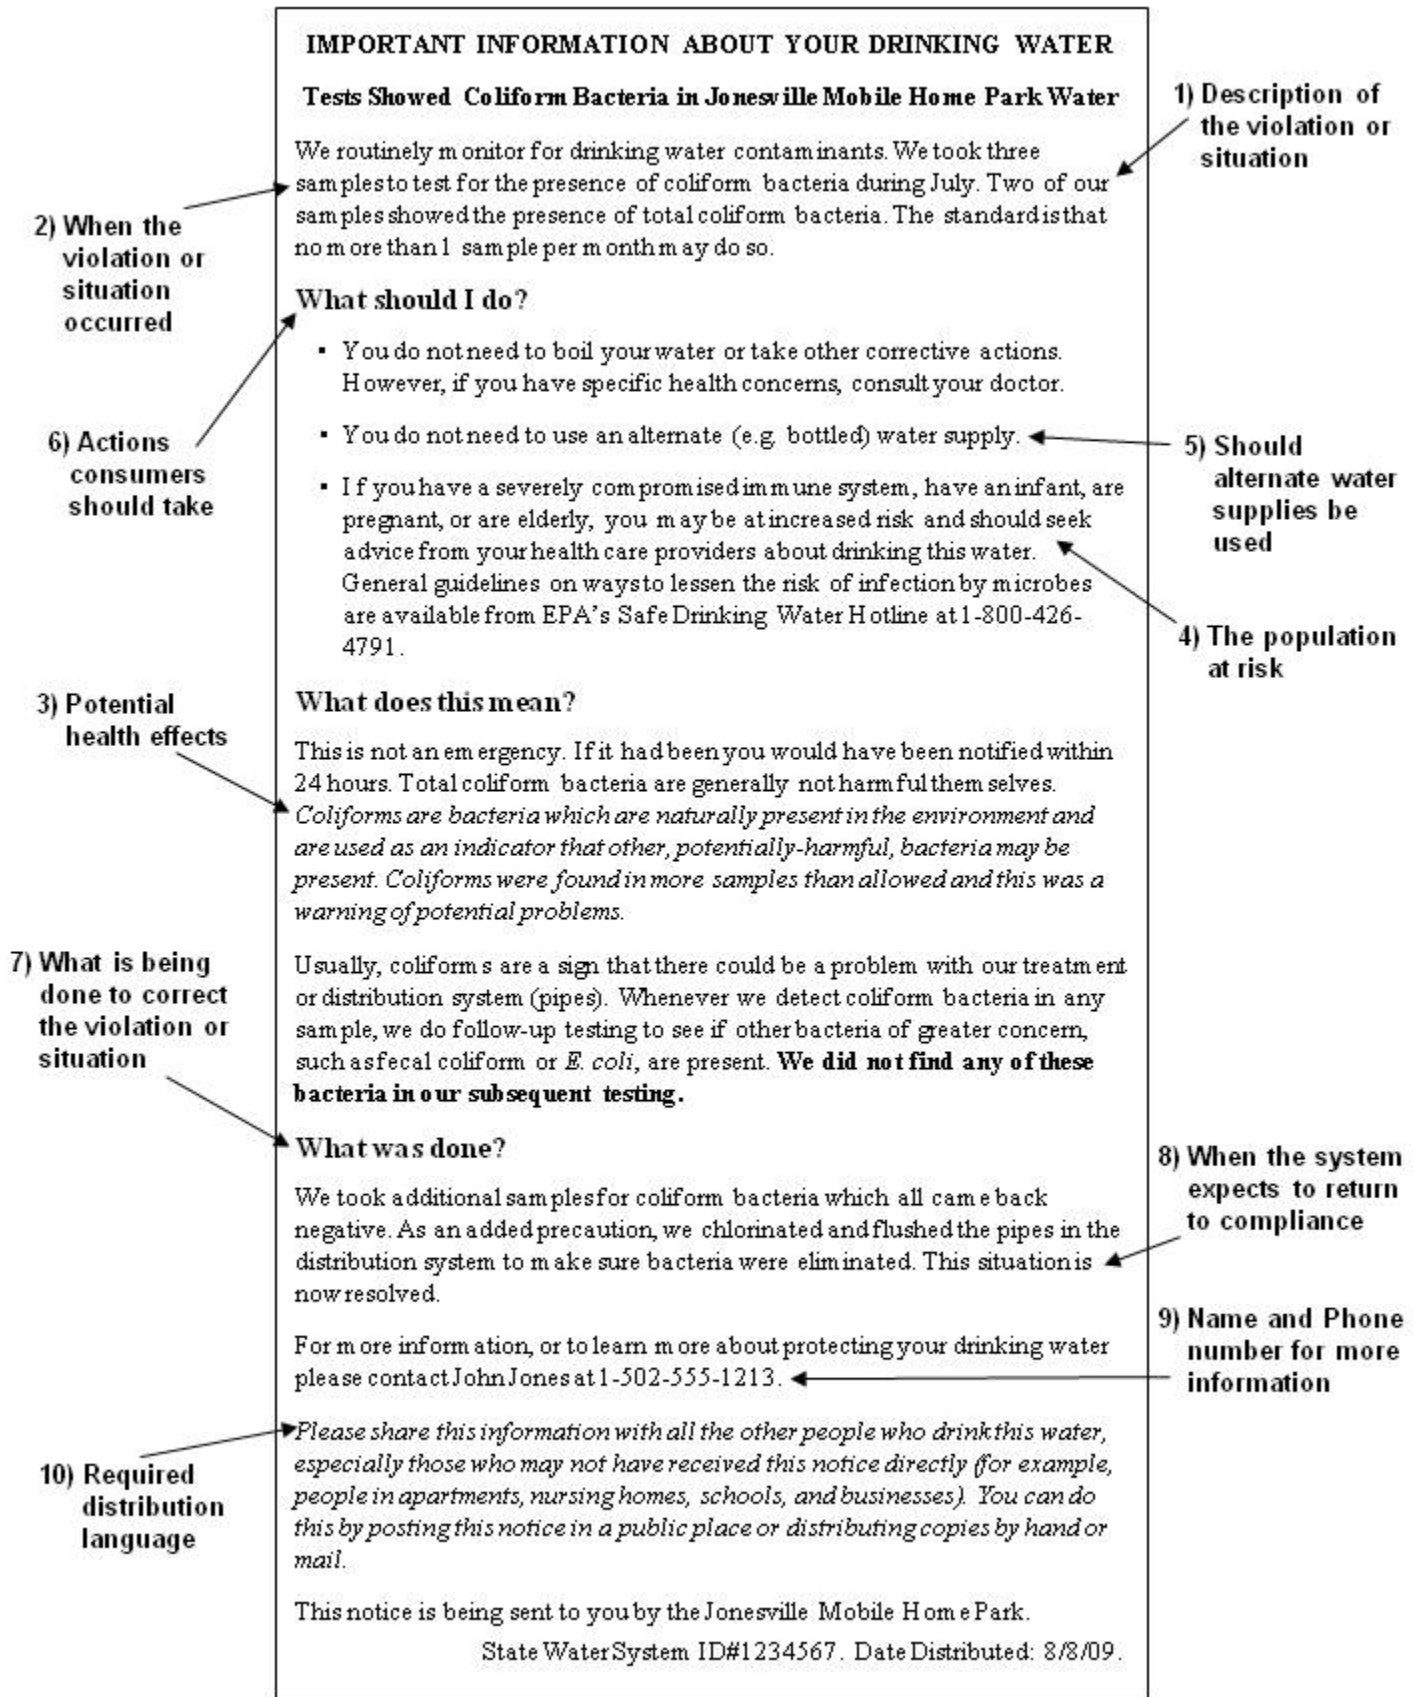 IMPORTANT INFORMATION ABOUT YOUR DRINKING WATER
Tests Showed Coliform Bacteria in Jonesville Mobile Home Park Water
1) Description of
the violation or
situation
We routinely monitor for drinking water contaminants. We took three
samples to test for the presence of coliform bacteria during July. Two of our
samples showed the presence of total coliform bacteria. The standard is that
no more than 1 sample per month may do so.
2) When the
violation or
situation
occurred
What should I do?
▪ You do not need to boil your water or take other corrective actions.
However, if you have specific health concerns, consult your doctor.
6) Actions
consumers
should take
▪ You do not need to use an alternate (e.g. bottled) water supply.
5) Should
alternate water
supplies be
used
▪ If you have a severely compromised immune system, have an infant, are
pregnant, or are elderly, you may be at increased risk and should seek
advice from your health care providers about drinking this water.
General guidelines on ways to lessen the risk of infection by microbes
are available from EPA's Safe Drinking Water Hotline at 1-800-426-
4791.
4) The population
at risk
3) Potential
health effects
What does this mean?
This is not an emergency. If it had been you would have been notified within
24 hours. Total coliform bacteria are generally not harmful themselves.
Coliforms are bacteria which are naturally present in the environment and
are used as an indicator that other, potentially-harmful, bacteria may be
present. Coliforms were found in more samples than allowed and this was a
warning of potential problems.
7) What is being
done to correct
the violation or
situation
Usually, coliforms are a sign that there could be a problem with our treatment
or distribution system (pipes). Whenever we detect coliform bacteria in any
sample, we do follow-up testing to see if other bacteria of greater concern,
such as fecal coliform or E. coli, are present. We did not find any of these
bacteria in our subsequent testing.
What was done?
8) When the system
expects to return
to compliance
We took additional samples for coliform bacteria which all came back
negative. As an added precaution, we chlorinated and flushed the pipes in the
distribution system to make sure bacteria were eliminated. This situation is
now resolved.
9) Name and Phone
number for more
information
For more information, or to learn more about protecting your drinking water
please contact John Jones at 1-502-555-1213.
10) Required
distribution
language
Please share this information with all the other people who drink this water,
especially those who may not have received this notice directly (for example,
people in apartments, nursing homes, schools, and businesses). You can do
this by posting this notice in a public place or distributing copies by hand or
mail.
This notice is being sent to you by the Jonesville Mobile Home Park.
State Water System ID#1234567. Date Distributed: 8/8/09.